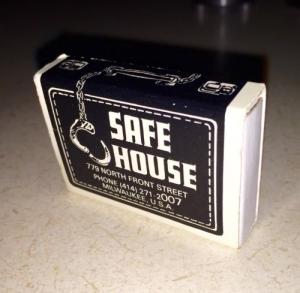 SAFE
HOUSE
779 NORTH FRONT STREET
PHONE (414) 271-2007
MILWAUKEE, U.S.A